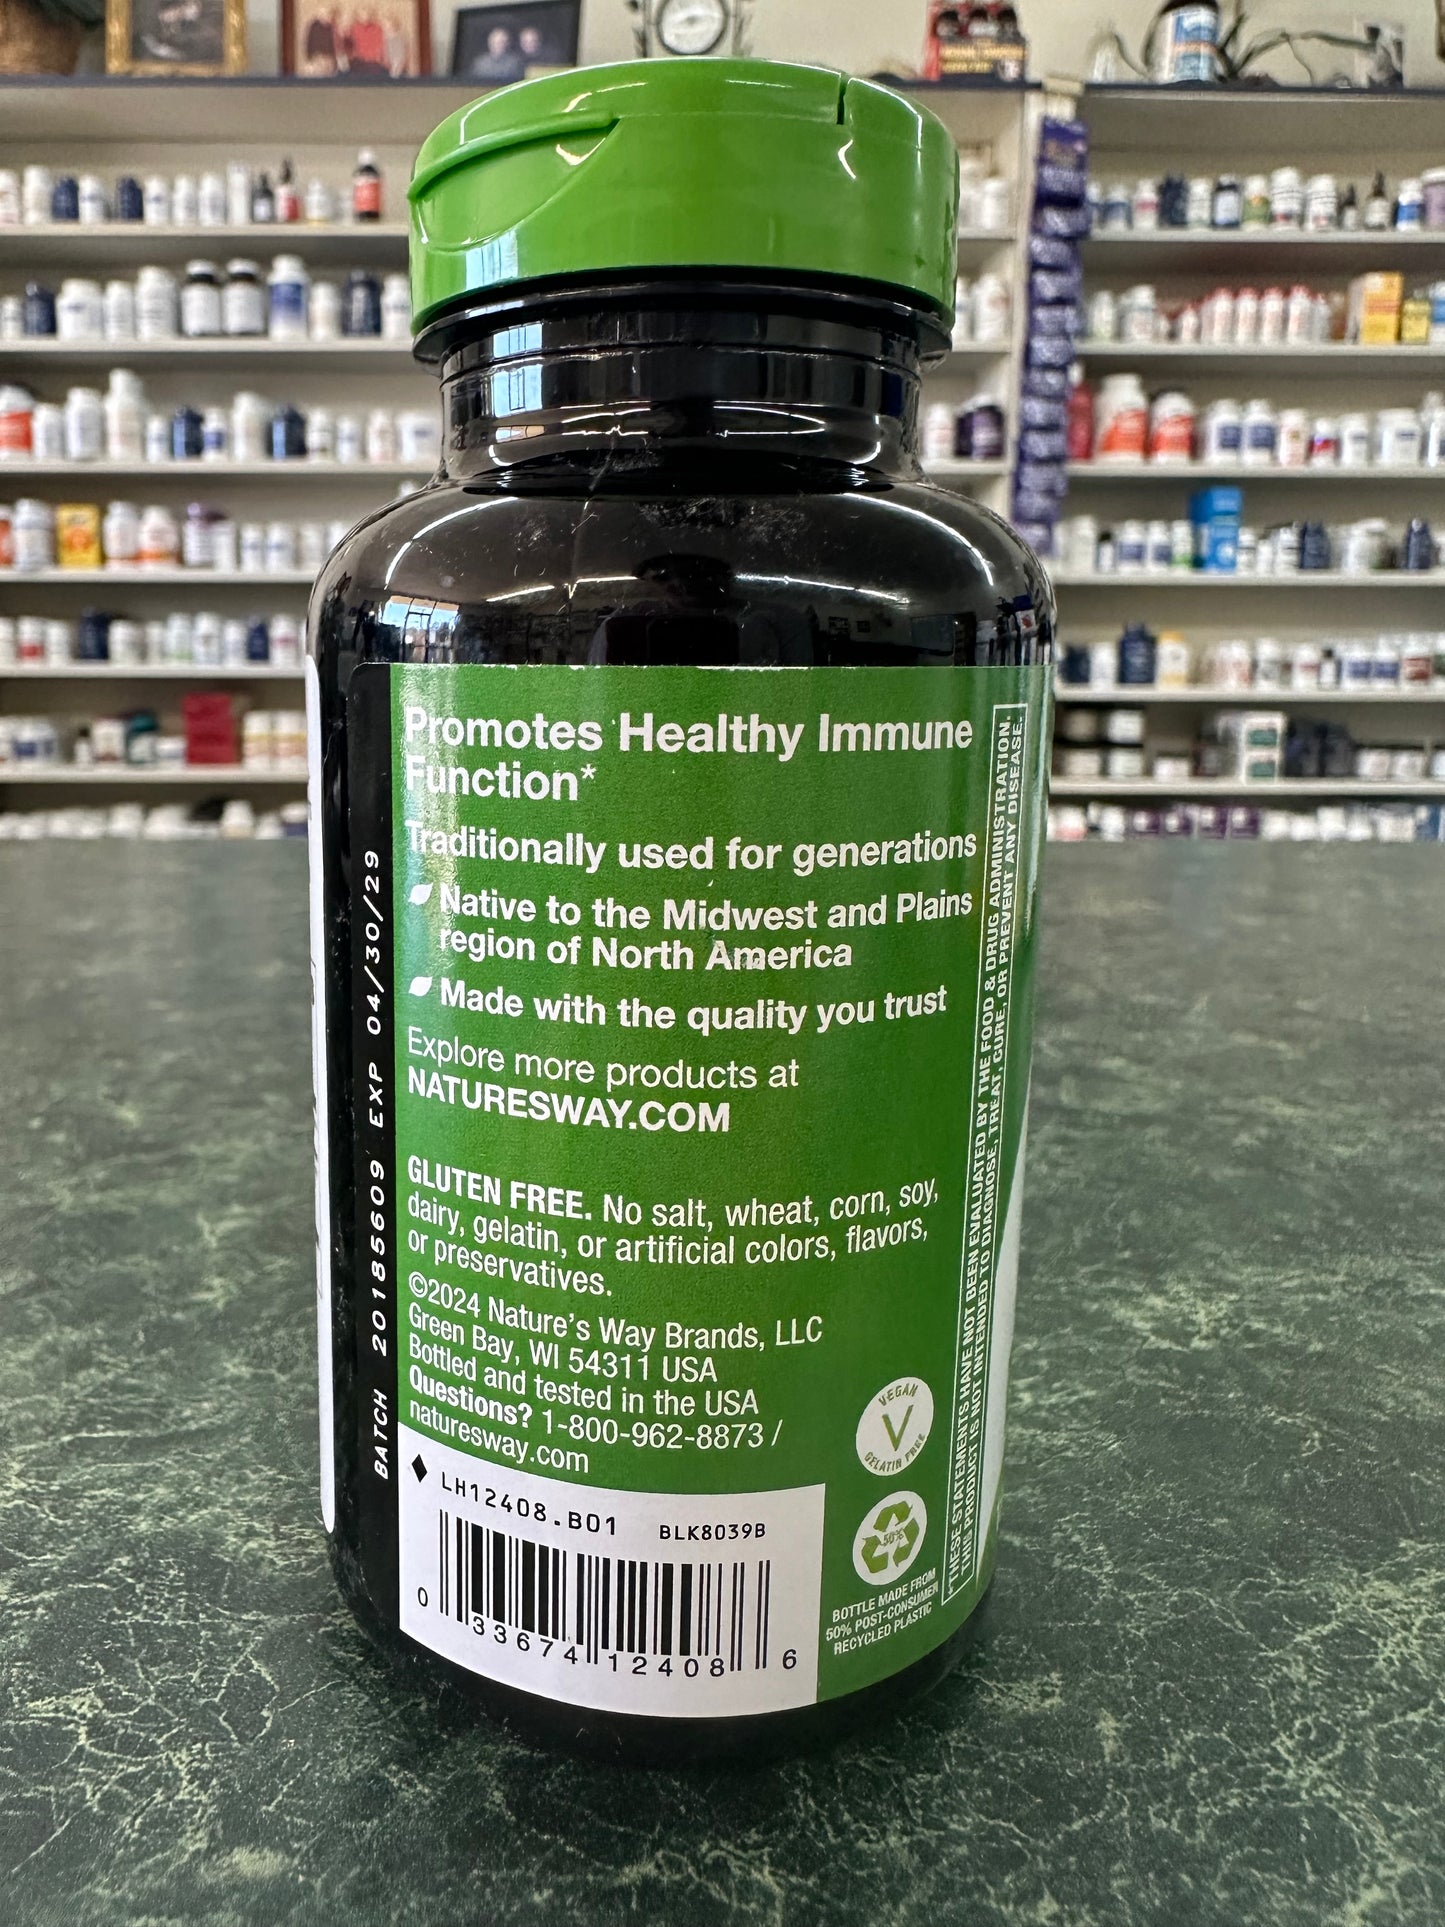 Promotes Healthy Immune
Function*
Traditionally used for generations
Native to the Midwest and Plains
region of North America
Made with the quality you trust
Explore more products at
NATURESWAY.COM
GLUTEN FREE. No salt, wheat, corn, soy,
dairy, gelatin, or artificial colors, flavors,
or preservatives.
©2024 Nature's Way Brands, LLC
Green Bay, WI 54311 USA
Bottled and tested in the USA
Questions? 1-800-962-8873 /
naturesway.com
LH12408.B01 BLK8039B
0 33674 12408 6
VEGAN
V
GELATIN FREE
50%
BOTTLE MADE FROM
50% POST-CONSUMER
RECYCLED PLASTIC
*THESE STATEMENTS HAVE NOT BEEN EVALUATED BY THE FOOD & DRUG ADMINISTRATION.
THIS PRODUCT IS NOT INTENDED TO DIAGNOSE, TREAT, CURE, OR PREVENT ANY DISEASE.
BATCH 20185609 EXP 04/30/29